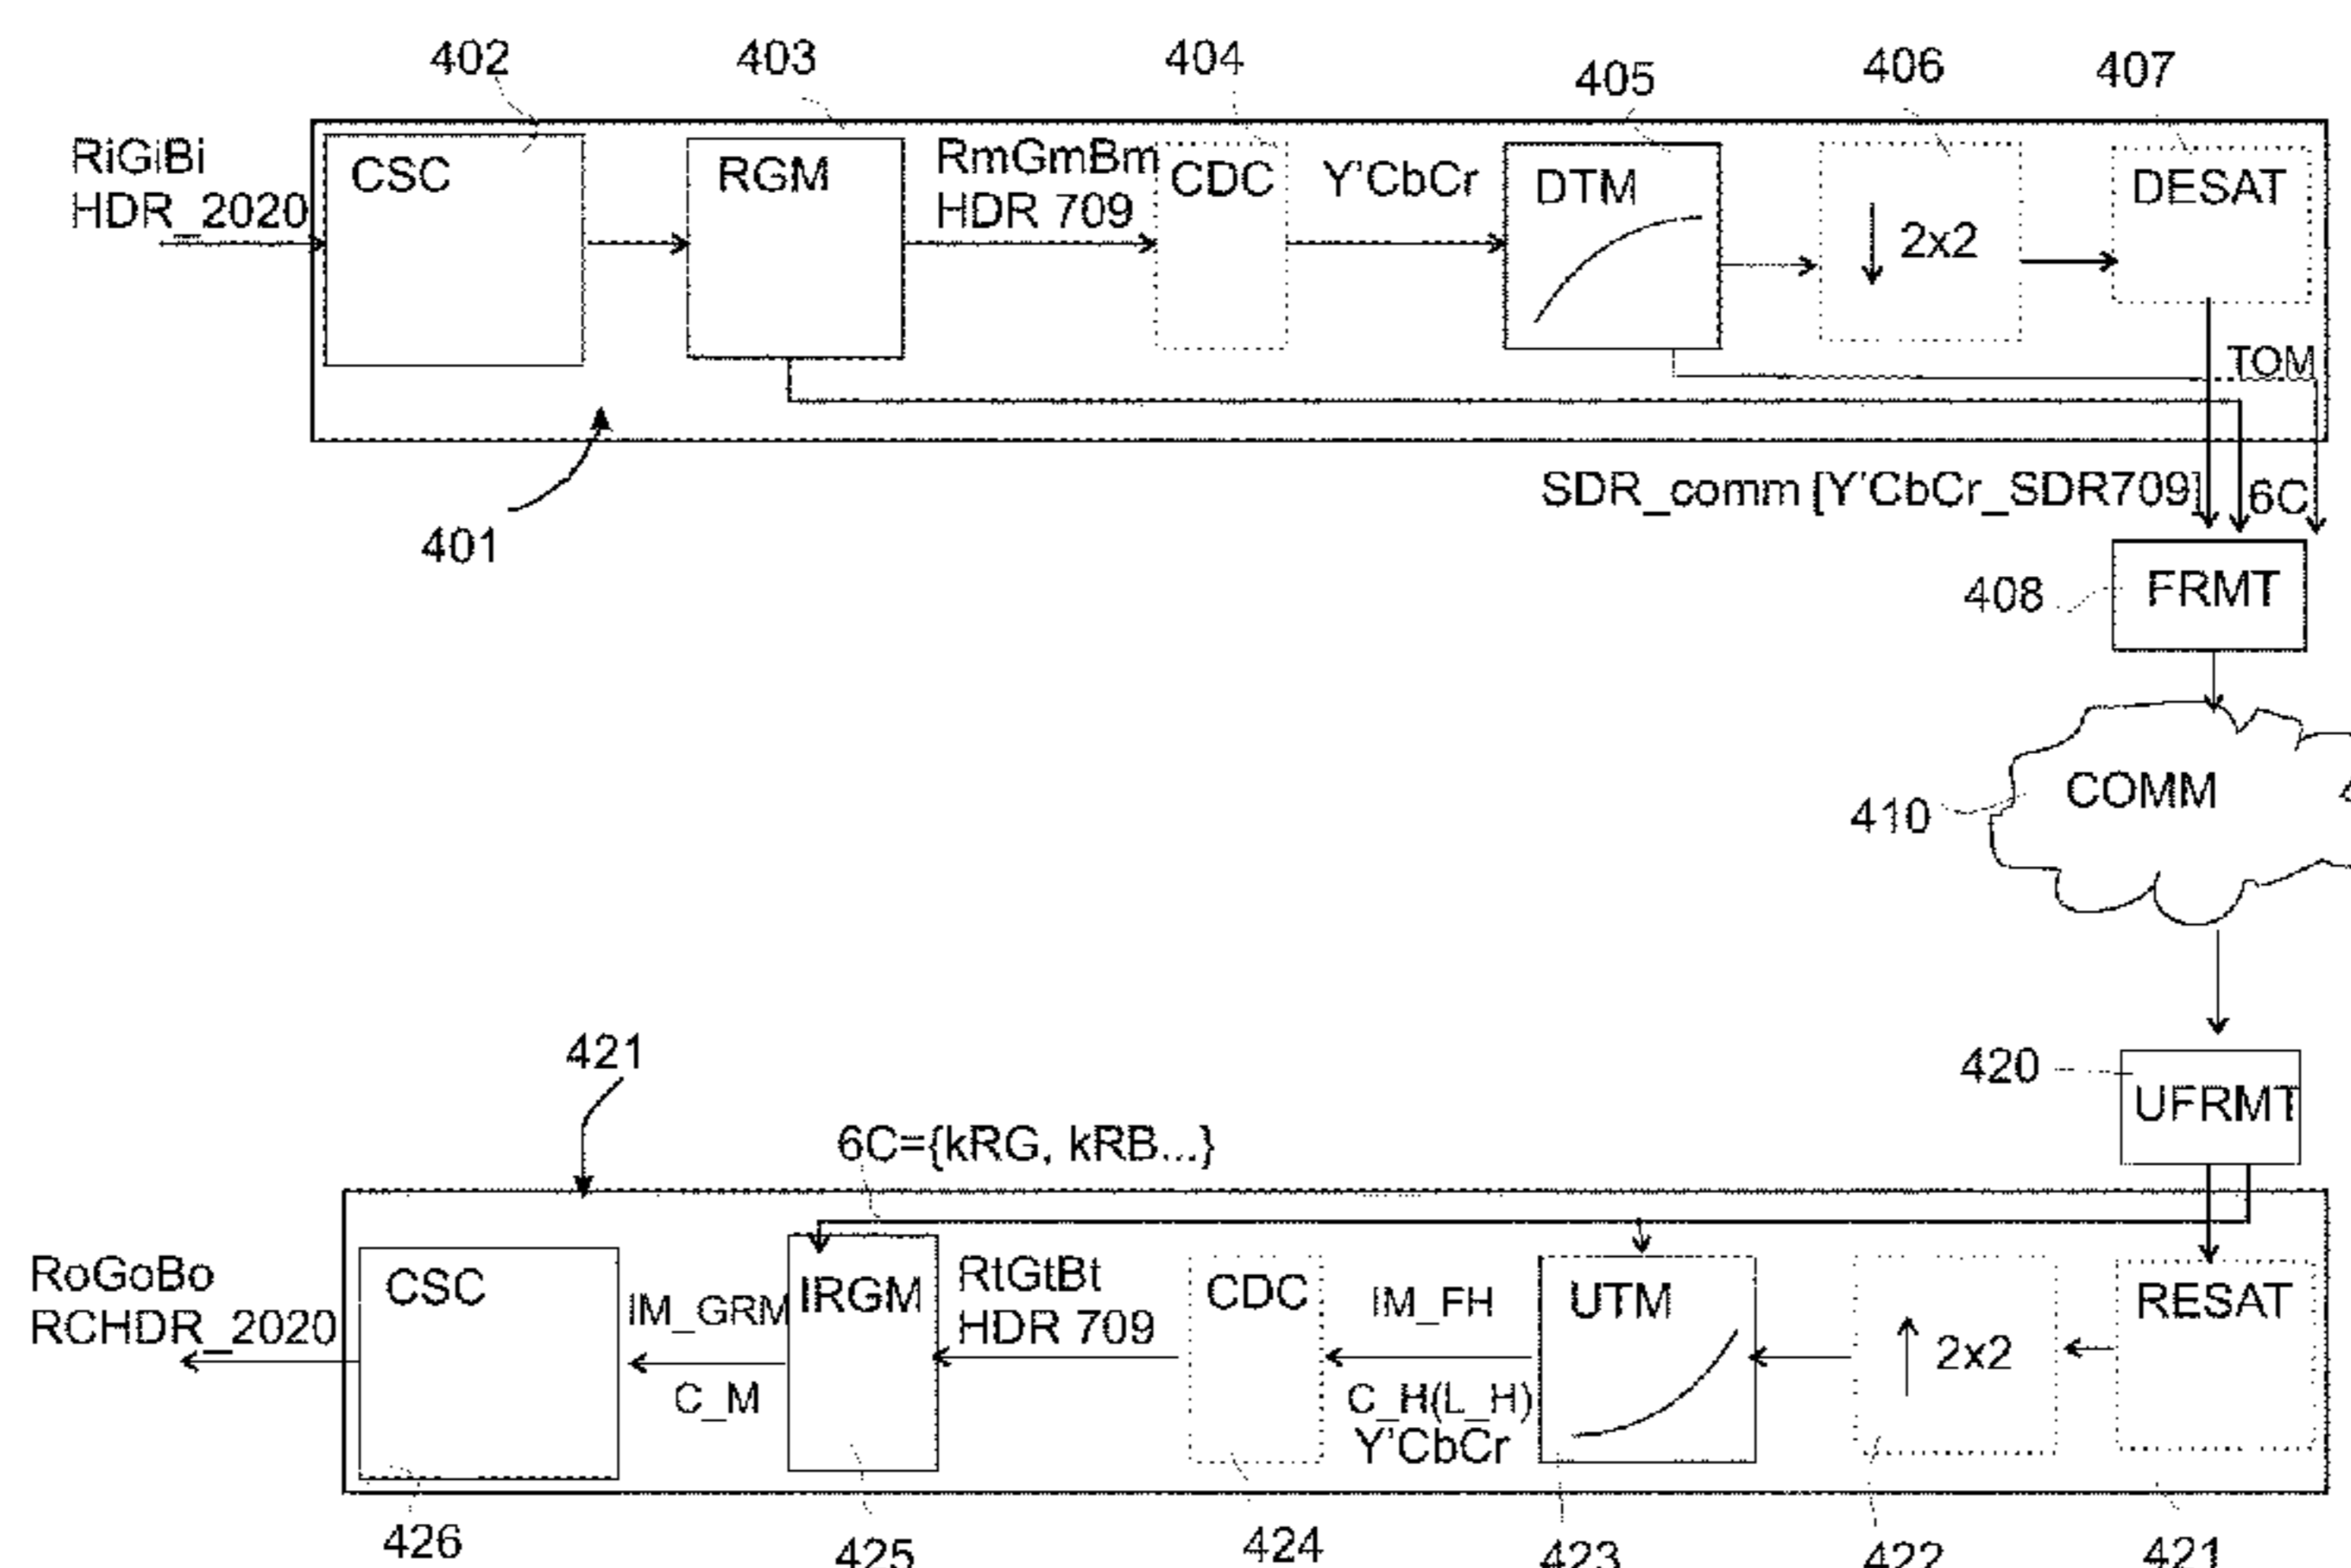 402
403
404
405
406
407
RiGiBi
HDR_2020
CSC
RGM
RmGmBm
HDR 709
CDC
Y'CbCr
DTM
2x2
DESAT
TOM
401
SDR_comm [Y'CbCr_SDR709]
6C
408
FRMT
410
COMM
420
UFRMT
421
6C={kRG, kRB...}
RoGoBo
RCHDR_2020
CSC
IM_GRM
C_M
IRGM
RtGtBt
HDR 709
CDC
IM_FH
C_H(L_H)
Y'CbCr
UTM
2x2
RESAT
426
425
424
423
422
421